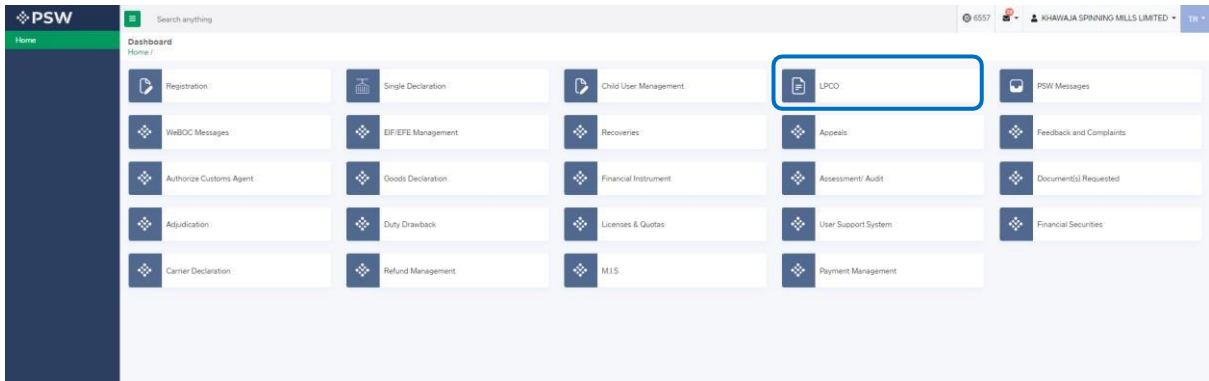 PSW
Search anything
6557
KHAWAJA SPINNING MILLS LIMITED
TR
Home
Dashboard
Home /
Registration
Single Declaration
Child User Management
LPCO
PSW Messages
WeBOC Messages
EIF/EFE Management
Recoveries
Appeals
Feedback and Complaints
Authorize Customs Agent
Goods Declaration
Financial Instrument
Assessment/ Audit
Document(s) Requested
Adjudication
Duty Drawback
Licenses & Quotas
User Support System
Financial Securities
Carrier Declaration
Refund Management
M.I.S
Payment Management